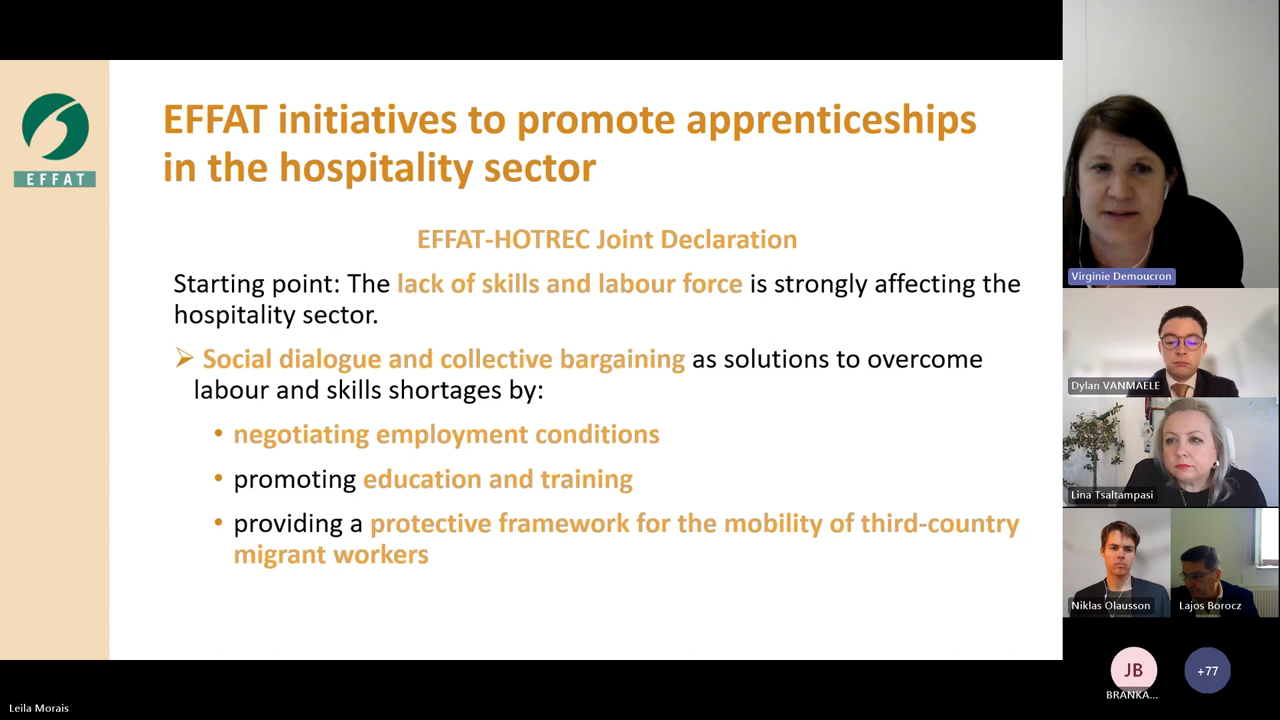 EFFAT
EFFAT initiatives to promote apprenticeships
in the hospitality sector
EFFAT-HOTREC Joint Declaration
Starting point: The lack of skills and labour force is strongly affecting the
hospitality sector.
Social dialogue and collective bargaining as solutions to overcome
labour and skills shortages by:
• negotiating employment conditions
• promoting education and training
• providing a protective framework for the mobility of third-country
migrant workers
Virginie Demoucron
Dylan VANMAELE
Lina Tsaltampasi
Niklas Olausson
Lajos Borocz
JB
+77
BRANKA...
Leila Morais